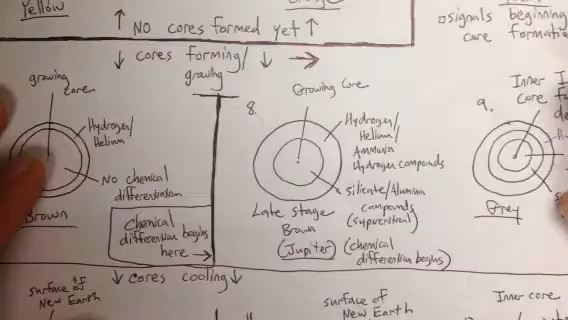 Yellow
↑ NO cores formed yet ↑
□signals beginning
core formatio
↓ Cores forming/ ↓ →
growing
growing
core
Hydrogen/
Helium
No chemical
differentiation
Brown
Chemical
differentiation begins
here →
8.
Growing Core
Hydrogen/
Helium/
Ammonia
Hydrogen compounds
silicate/Alumina
compounds
(supercritical)
Late stage
Brown
(Jupiter)
(chemical
differentiation begins)
9.
Inner
core
Grey
↓ Cores cooling ↓
surface of
New Earth
surface of
New Earth
Inner core